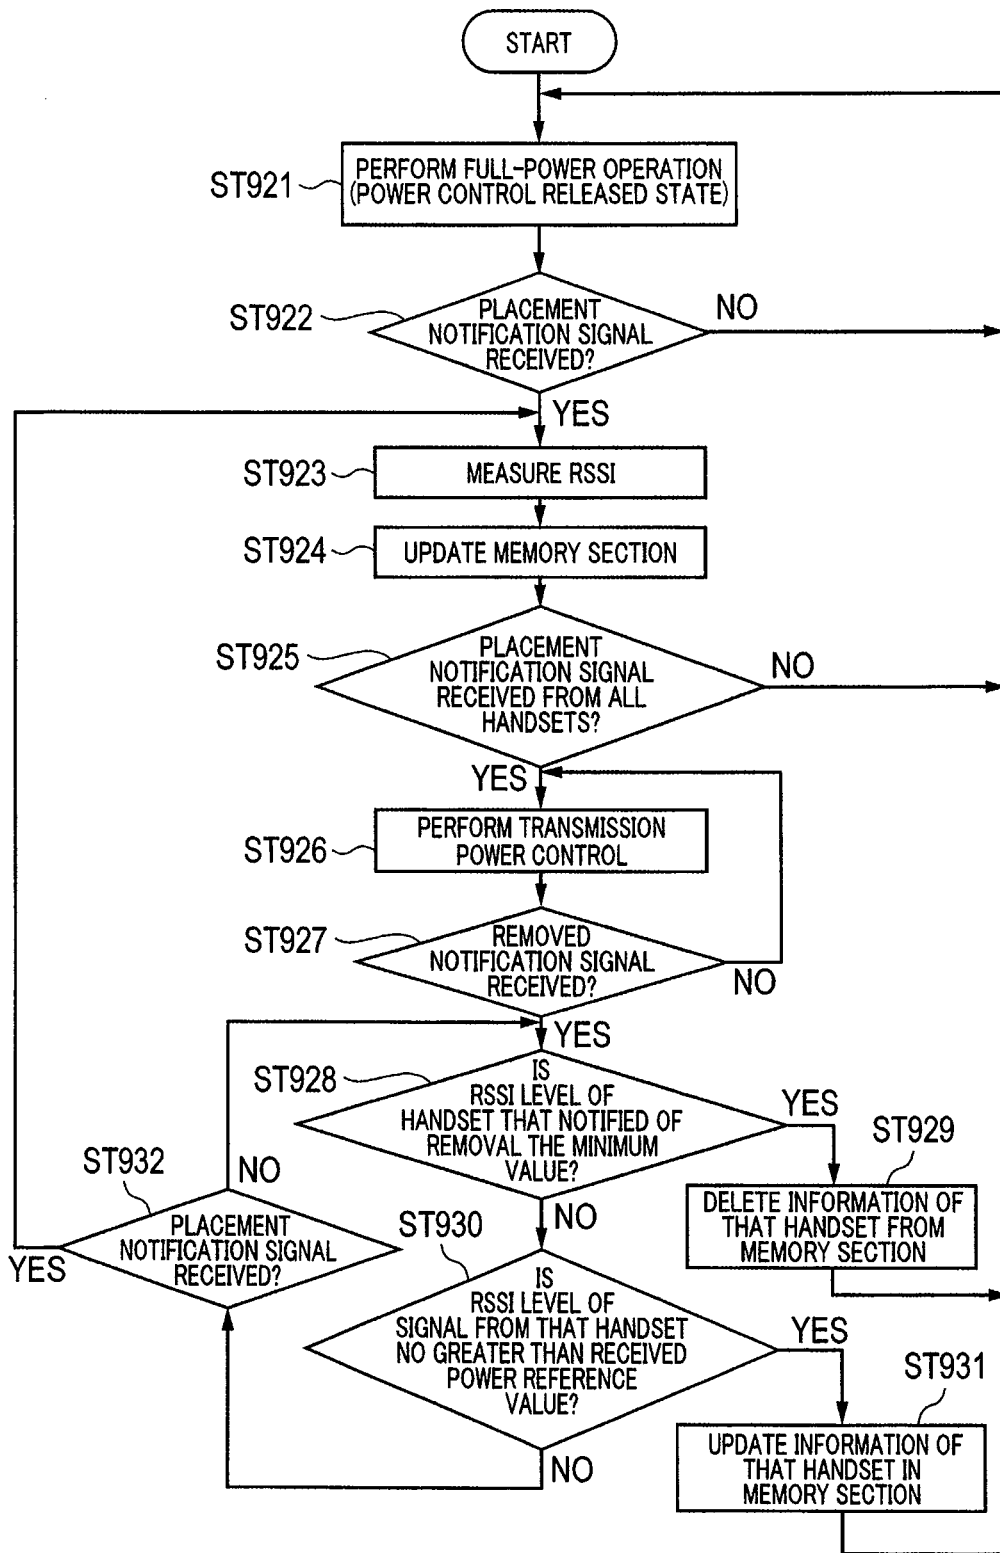 START
ST921
PERFORM FULL-POWER OPERATION
(POWER CONTROL RELEASED STATE)
ST922
PLACEMENT
NOTIFICATION SIGNAL
RECEIVED?
NO
YES
ST923
MEASURE RSSI
ST924
UPDATE MEMORY SECTION
ST925
PLACEMENT
NOTIFICATION SIGNAL
RECEIVED FROM ALL
HANDSETS?
NO
YES
ST926
PERFORM TRANSMISSION
POWER CONTROL
ST927
REMOVED
NOTIFICATION SIGNAL
RECEIVED?
NO
YES
ST928
IS
RSSI LEVEL OF
HANDSET THAT NOTIFIED OF
REMOVAL THE MINIMUM
VALUE?
YES
ST929
DELETE INFORMATION OF
THAT HANDSET FROM
MEMORY SECTION
NO
ST932
NO
PLACEMENT
NOTIFICATION SIGNAL
RECEIVED?
YES
ST930
IS
RSSI LEVEL OF
SIGNAL FROM THAT HANDSET
NO GREATER THAN RECEIVED
POWER REFERENCE
VALUE?
YES
ST931
UPDATE INFORMATION OF
THAT HANDSET IN
MEMORY SECTION
NO